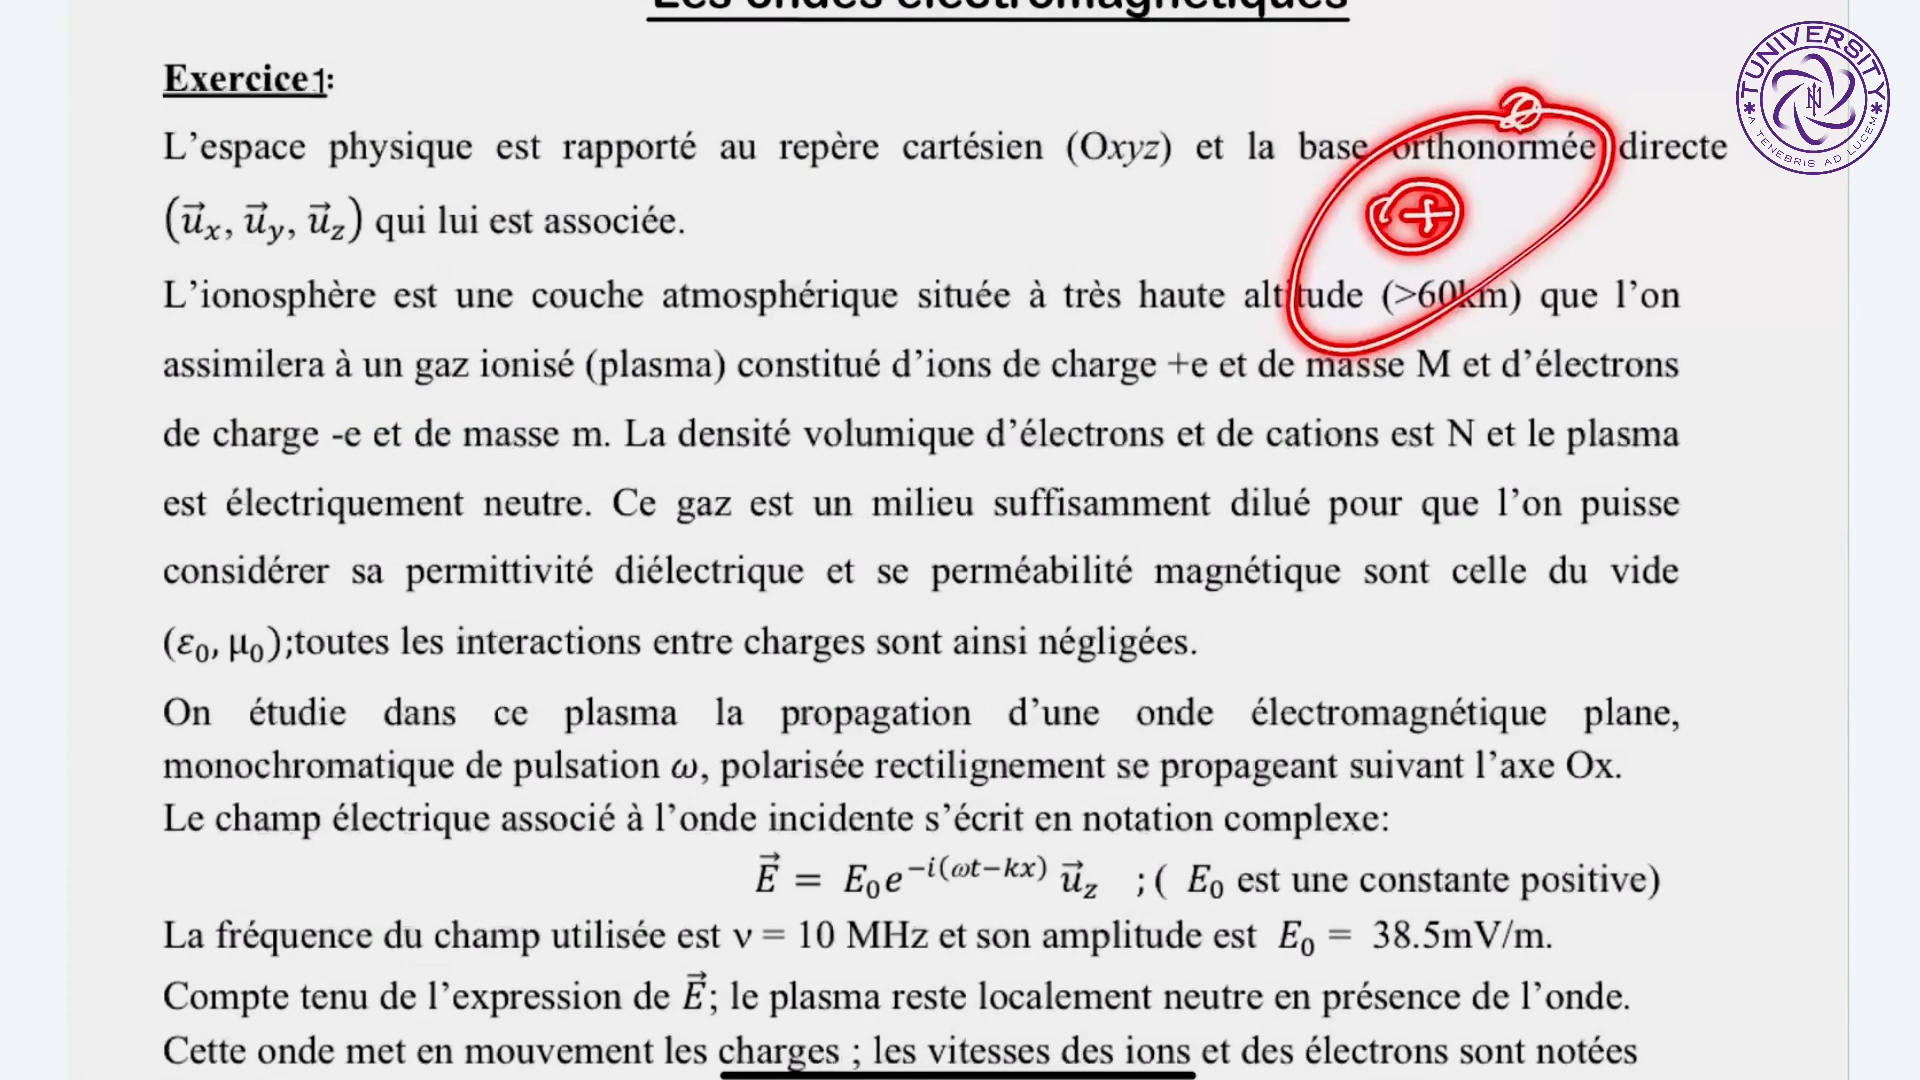 Les ondes électromagnétiques
Exercice1:
L’espace physique est rapporté au repère cartésien (Oxyz) et la base orthonormée directe
(u⃗x, u⃗y, u⃗z) qui lui est associée.
L’ionosphère est une couche atmosphérique située à très haute altitude (>60km) que l’on
assimilera à un gaz ionisé (plasma) constitué d’ions de charge +e et de masse M et d’électrons
de charge -e et de masse m. La densité volumique d’électrons et de cations est N et le plasma
est électriquement neutre. Ce gaz est un milieu suffisamment dilué pour que l’on puisse
considérer sa permittivité diélectrique et se perméabilité magnétique sont celle du vide
(ε₀, μ₀);toutes les interactions entre charges sont ainsi négligées.
On étudie dans ce plasma la propagation d’une onde électromagnétique plane,
monochromatique de pulsation ω, polarisée rectilignement se propageant suivant l’axe Ox.
Le champ électrique associé à l’onde incidente s’écrit en notation complexe:
E⃗ = E₀e^−i(ωt−kx) u⃗z ;( E₀ est une constante positive)
La fréquence du champ utilisée est ν = 10 MHz et son amplitude est E₀ = 38.5mV/m.
Compte tenu de l’expression de E⃗; le plasma reste localement neutre en présence de l’onde.
Cette onde met en mouvement les charges ; les vitesses des ions et des électrons sont notées
TUNIVERSITY
A TENEBRIS AD LUCEM
+